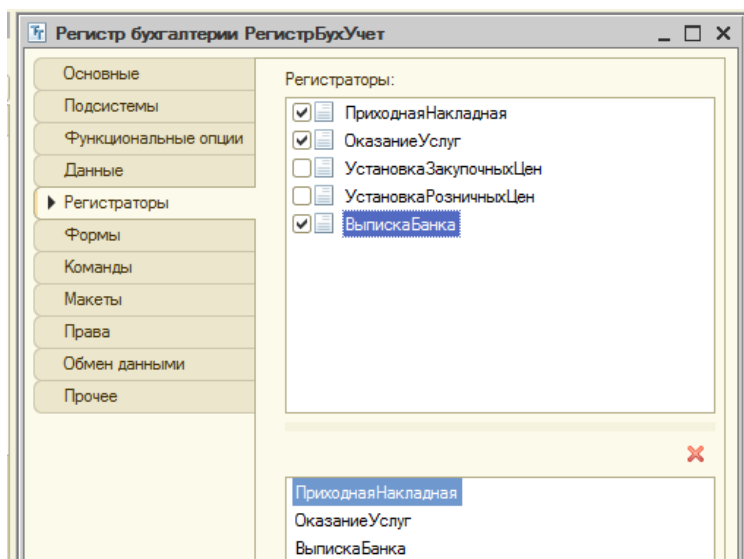 Регистр бухгалтерии РегистрБухУчет
Основные
Подсистемы
Функциональные опции
Данные
Регистраторы
Формы
Команды
Макеты
Права
Обмен данными
Прочее
Регистраторы:
ПриходнаяНакладная
ОказаниеУслуг
УстановкаЗакупочныхЦен
УстановкаРозничныхЦен
ВыпискаБанка
ПриходнаяНакладная
ОказаниеУслуг
ВыпискаБанка